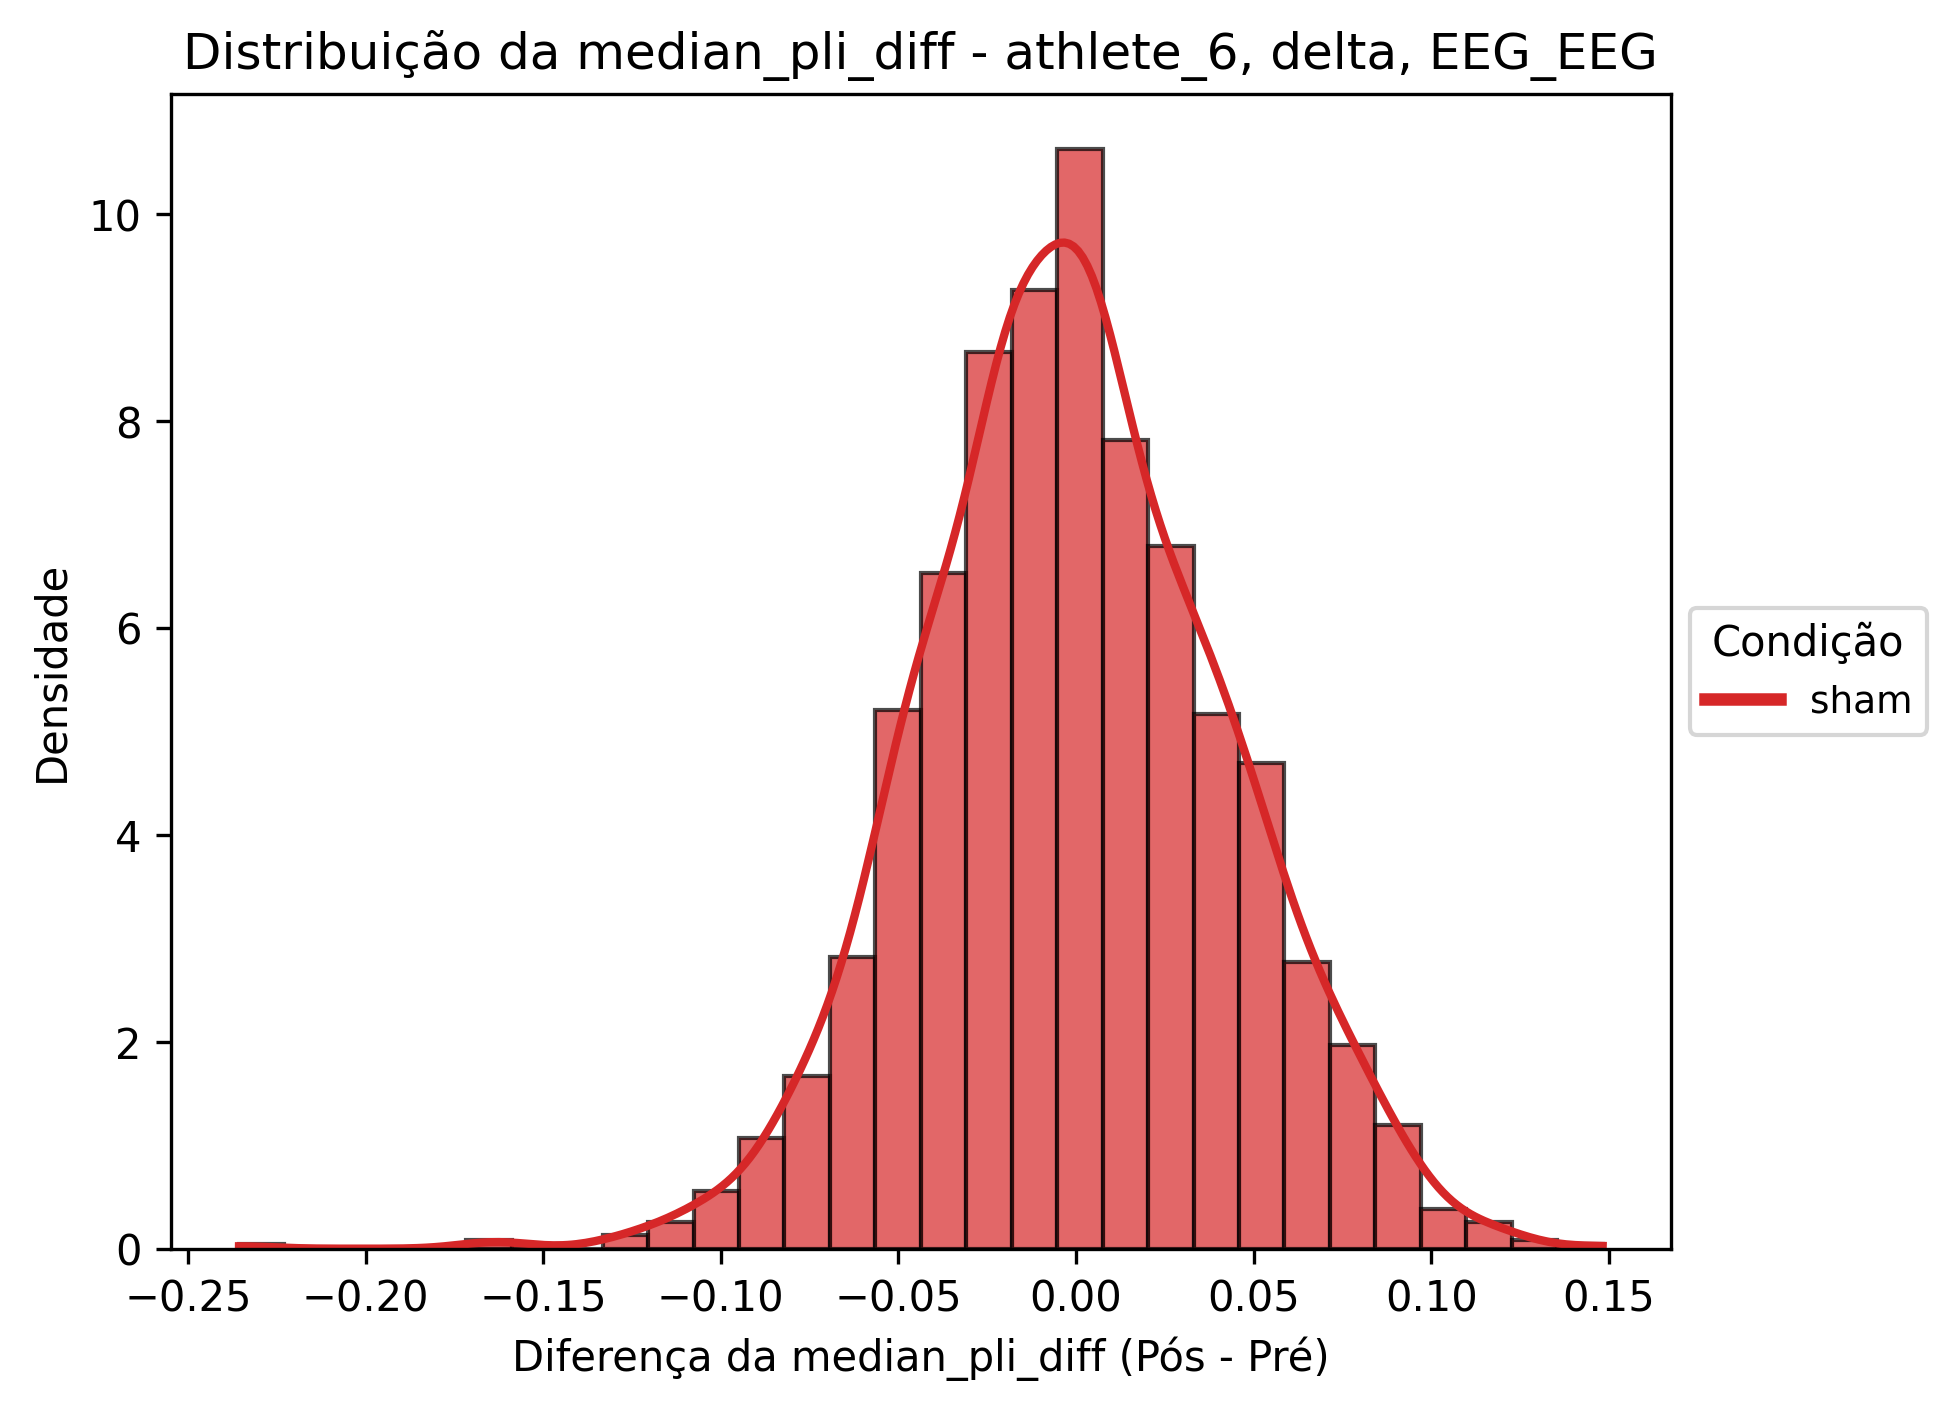 Distribuição da median_pli_diff - athlete_6, delta, EEG_EEG
Densidade
10
8
6
4
2
0
−0.25 −0.20 −0.15 −0.10 −0.05 0.00 0.05 0.10 0.15
Diferença da median_pli_diff (Pós - Pré)
Condição
sham